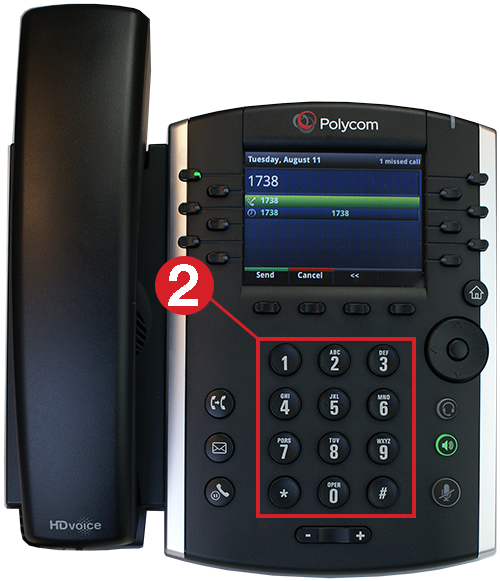 Polycom
Tuesday, August 11 1 missed call
1738
1738
1738 1738
Send Cancel <<
2
1 ABC 2 DEF 3
GHI 4 JKL 5 MNO 6
PQRS 7 TUV 8 WXYZ 9
* OPER 0 #
- +
HDvoice